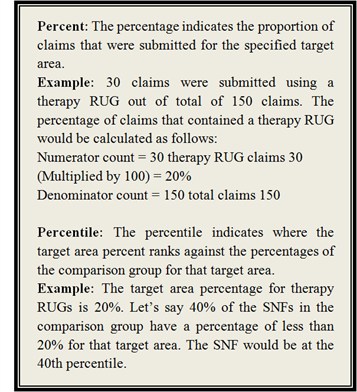 Percent: The percentage indicates the proportion of
claims that were submitted for the specified target
area.
Example: 30 claims were submitted using a
therapy RUG out of total of 150 claims. The
percentage of claims that contained a therapy RUG
would be calculated as follows:
Numerator count = 30 therapy RUG claims 30
(Multiplied by 100) = 20%
Denominator count = 150 total claims 150
Percentile: The percentile indicates where the
target area percent ranks against the percentages of
the comparison group for that target area.
Example: The target area percentage for therapy
RUGs is 20%. Let's say 40% of the SNFs in the
comparison group have a percentage of less than
20% for that target area. The SNF would be at the
40th percentile.